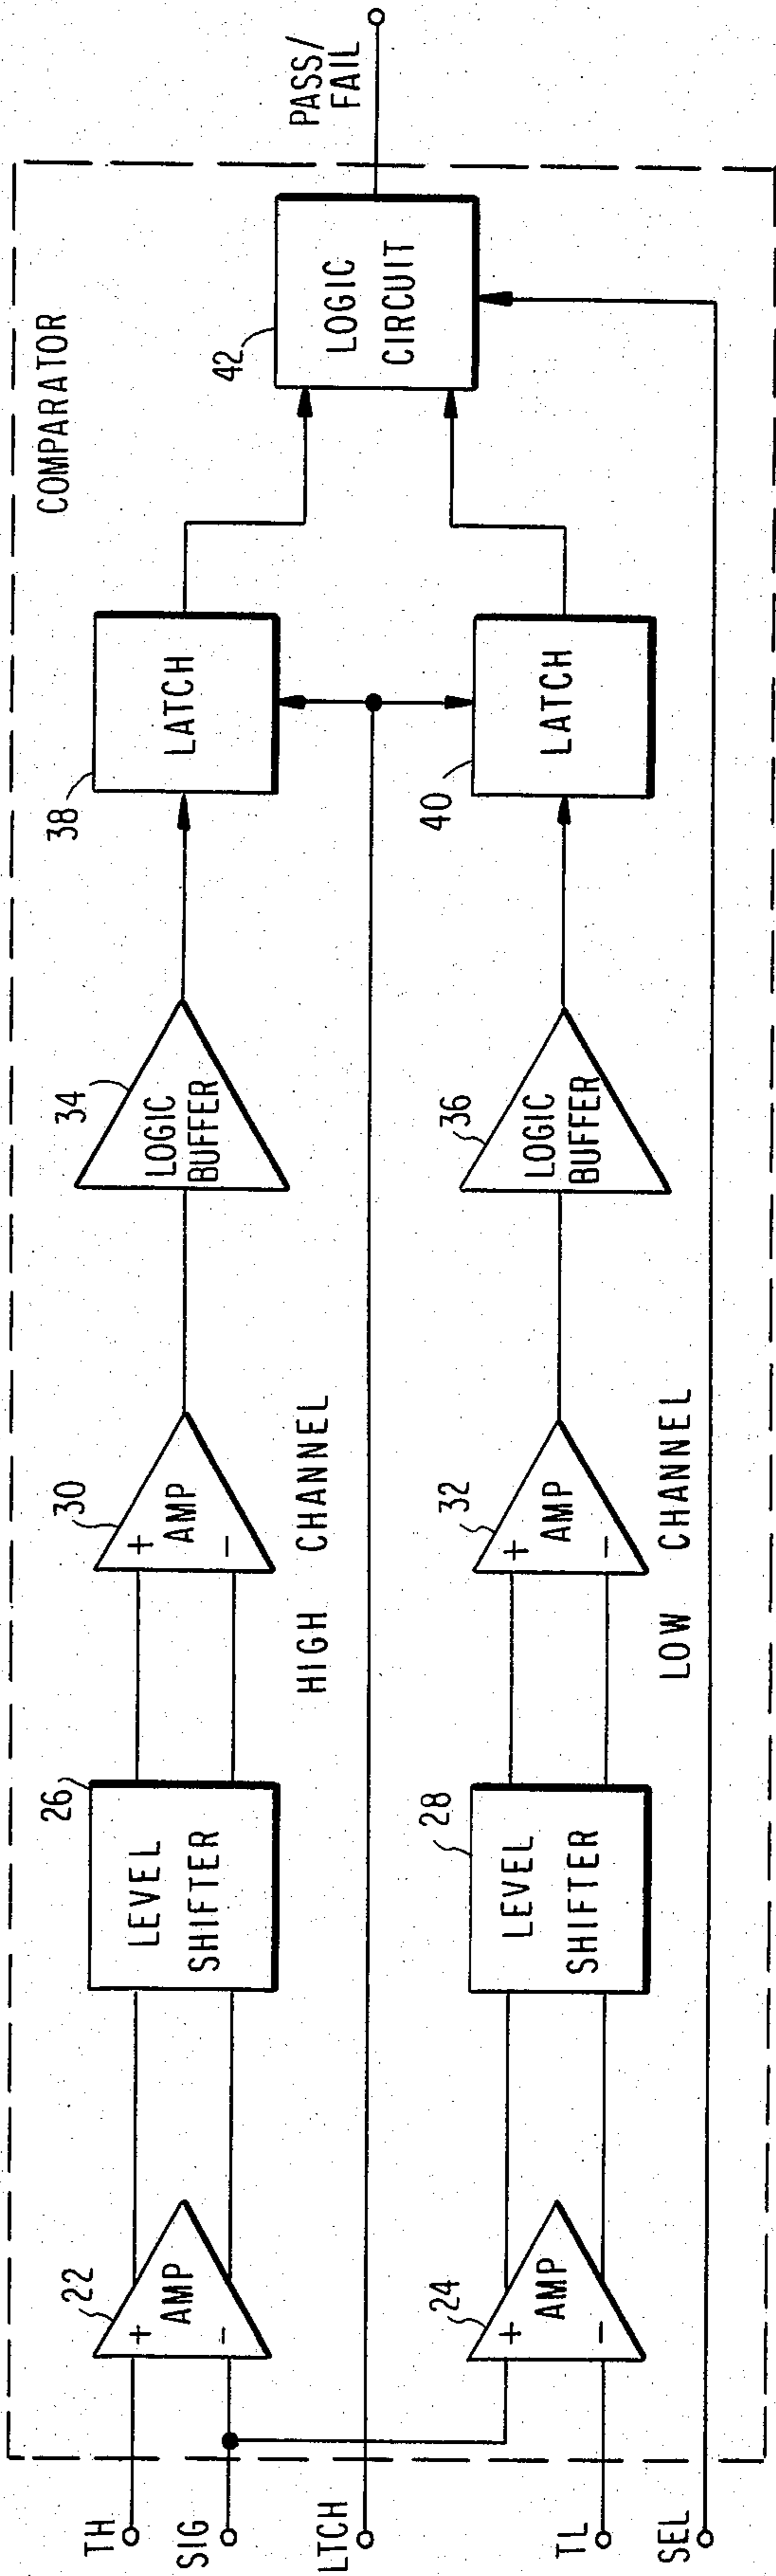 COMPARATOR
TH
SIG
LTCH
TL
SEL
22
+
AMP
−
26
LEVEL
SHIFTER
30
+
AMP
−
HIGH CHANNEL
34
LOGIC
BUFFER
38
LATCH
24
+
AMP
−
28
LEVEL
SHIFTER
32
+
AMP
−
LOW CHANNEL
36
LOGIC
BUFFER
40
LATCH
42
LOGIC
CIRCUIT
PASS/
FAIL